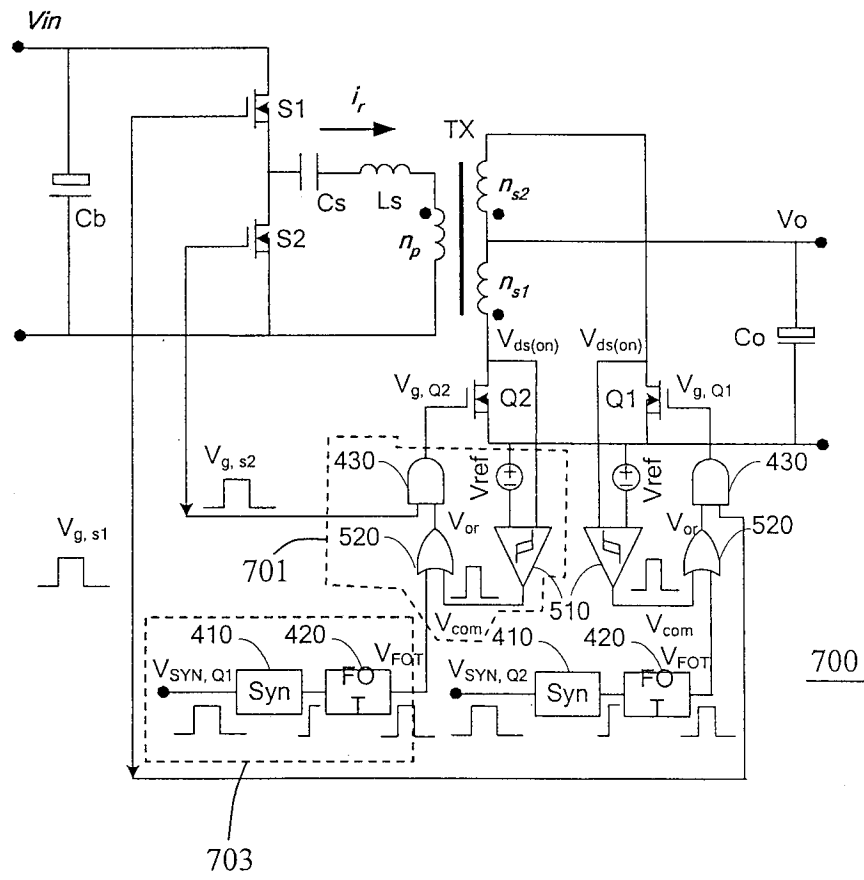 Vin
S1
i_r
TX
Cs
Ls
n_s2
Cb
S2
n_p
Vo
n_s1
V_ds(on)
V_ds(on)
Co
V_g, Q2
Q2
Q1
V_g, Q1
V_g, s2
430
Vref
Vref
430
V_g, s1
V_or
V_or
520
701
520
510
V_com
V_com
410
420
V_FOT
410
420
V_FOT
V_SYN, Q1
Syn
FO
T
V_SYN, Q2
Syn
FO
T
700
703